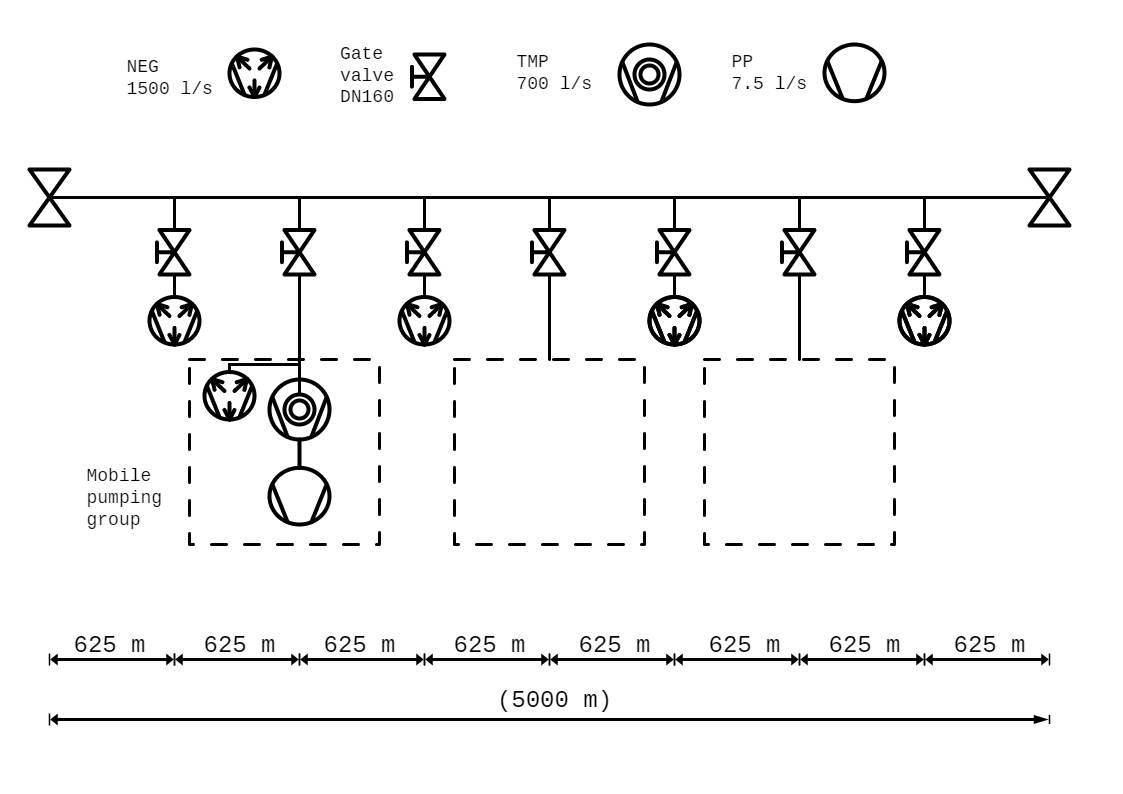 NEG
1500 l/s
Gate
valve
DN160
TMP
700 l/s
PP
7.5 l/s
Mobile
pumping
group
625 m 625 m 625 m 625 m 625 m 625 m 625 m 625 m
(5000 m)